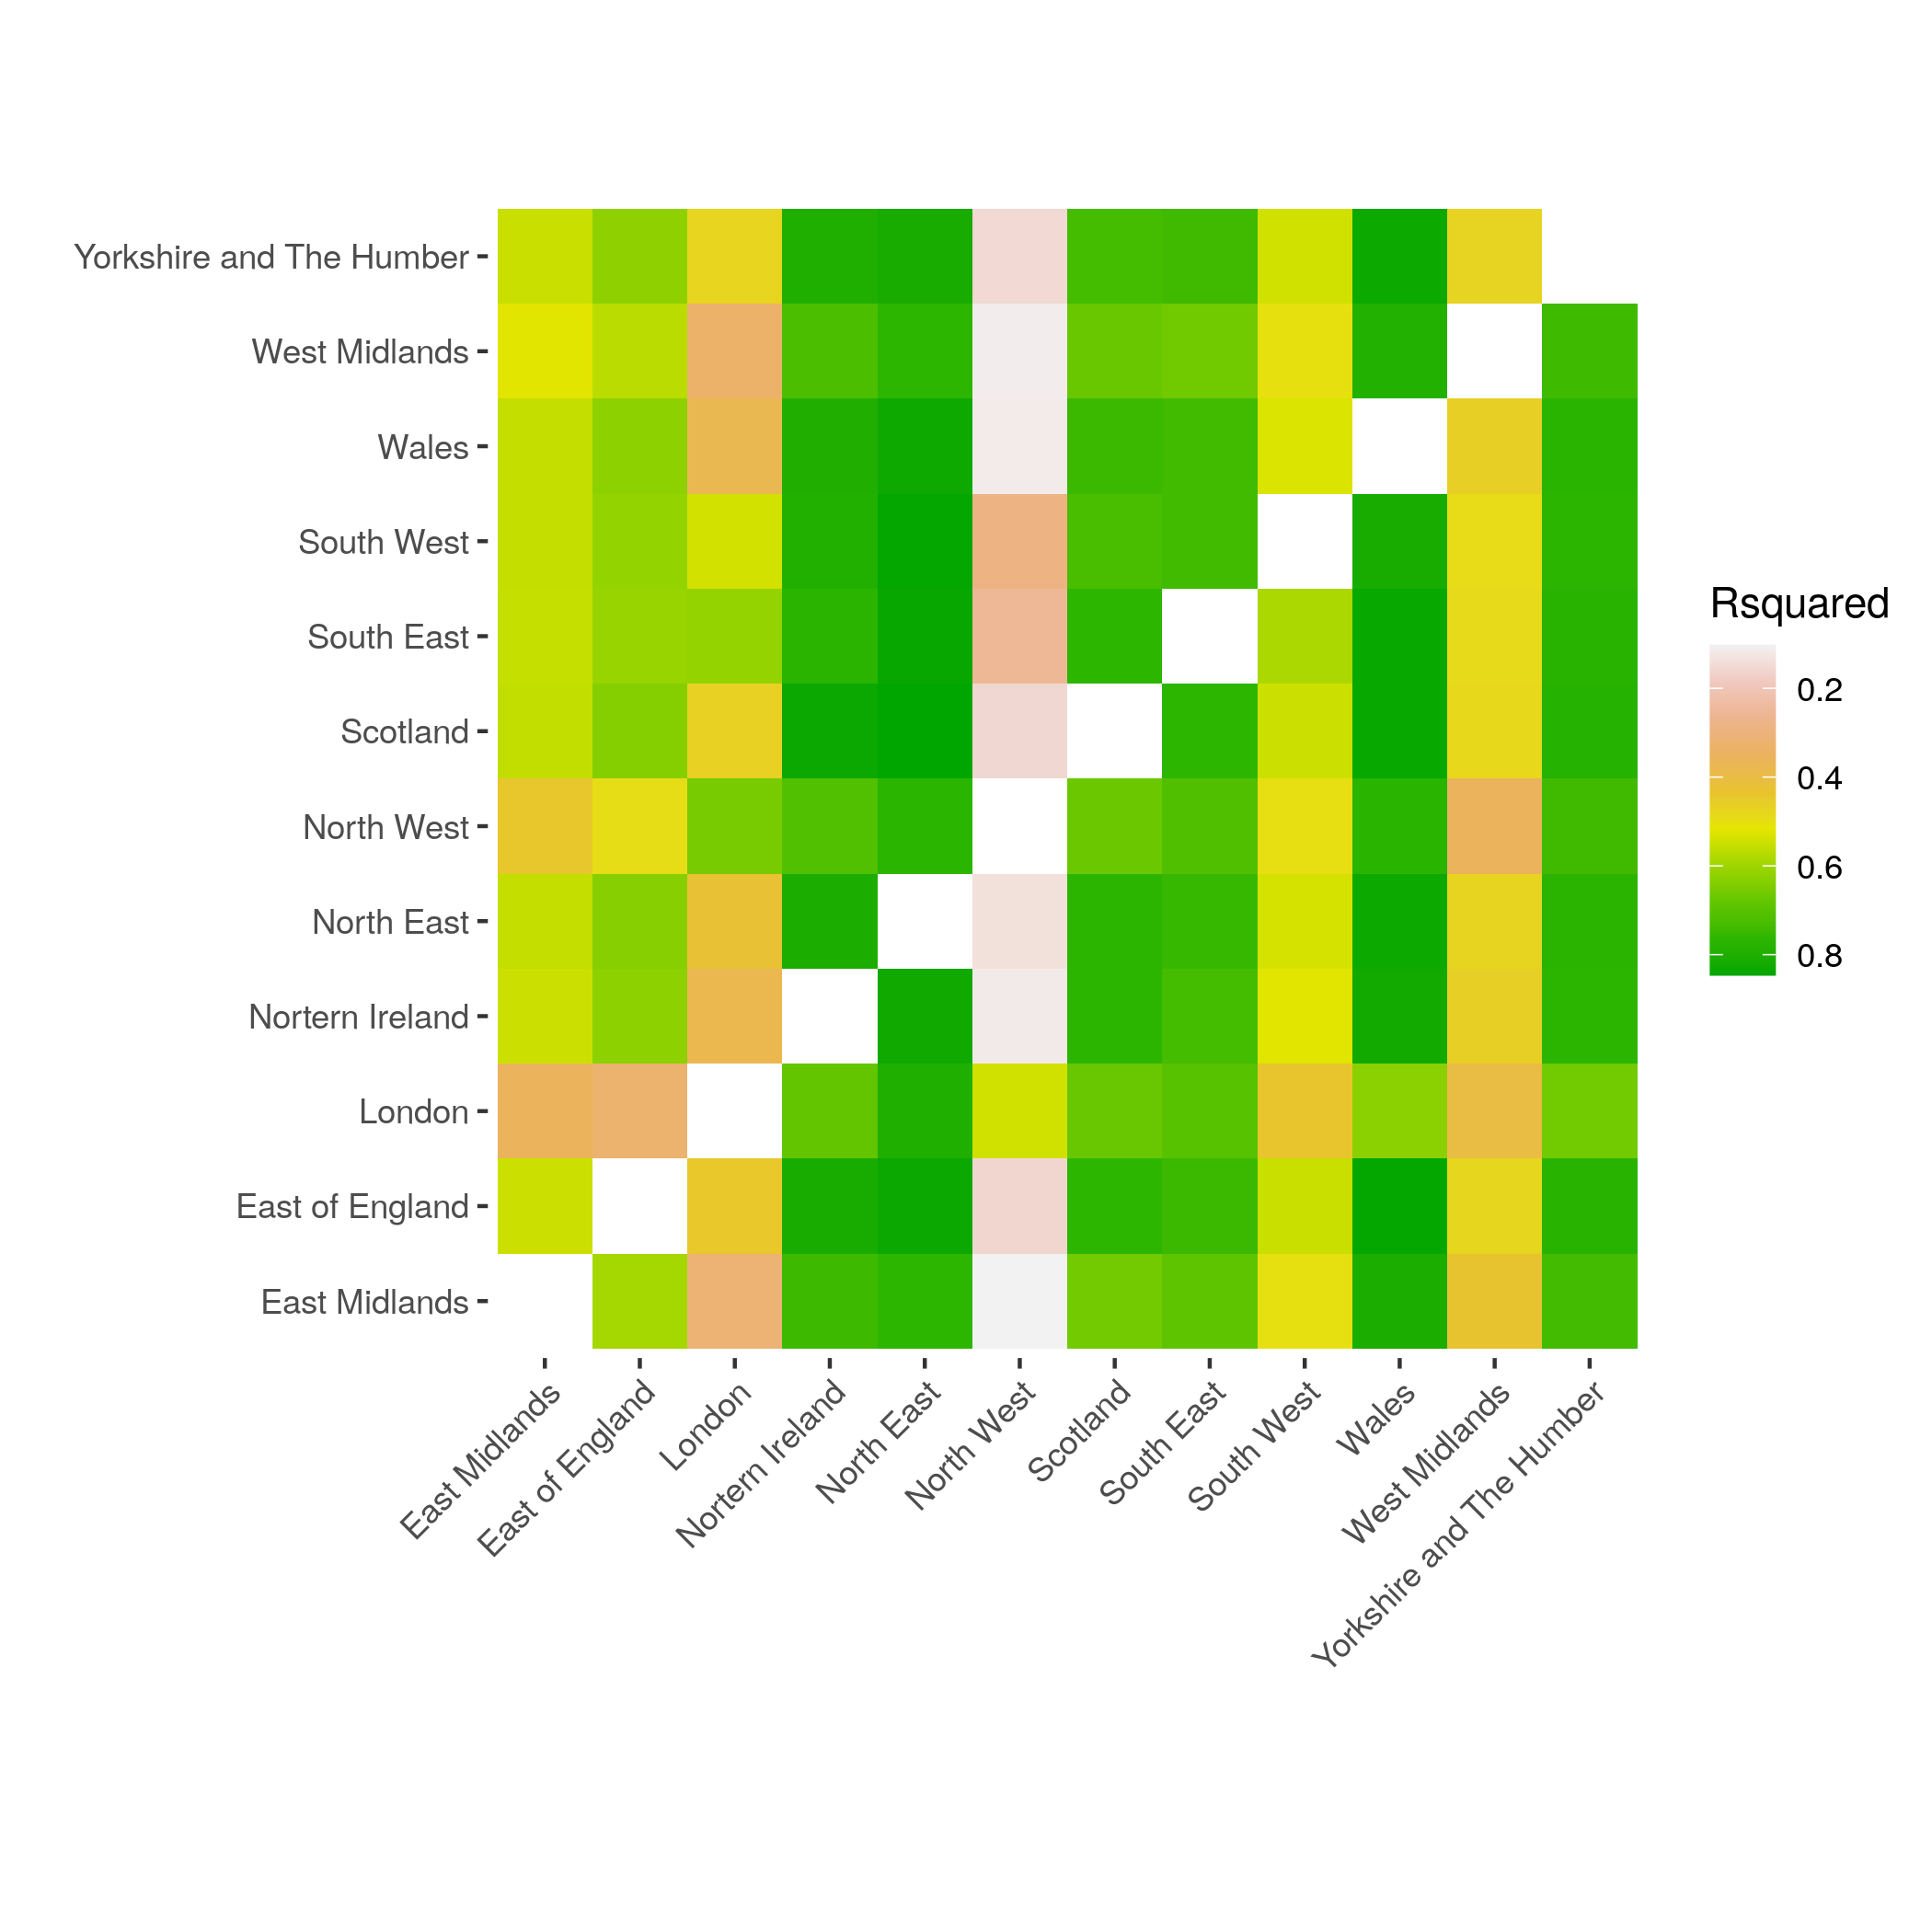 Yorkshire and The Humber
West Midlands
Wales
South West
South East
Scotland
North West
North East
Nortern Ireland
London
East of England
East Midlands
East Midlands
East of England
London
Nortern Ireland
North East
North West
Scotland
South East
South West
Wales
West Midlands
Yorkshire and The Humber
Rsquared
0.2
0.4
0.6
0.8